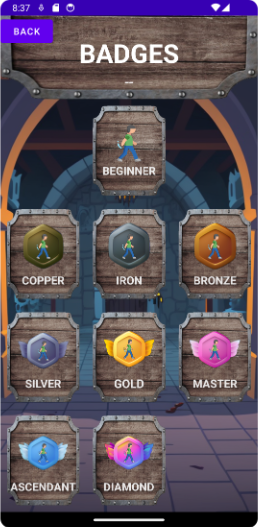 8:37
BACK
BADGES
BEGINNER
COPPER IRON BRONZE
SILVER GOLD MASTER
ASCENDANT DIAMOND